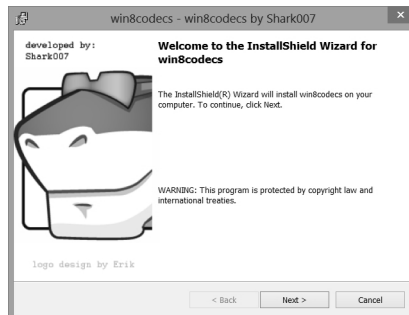 win8codecs - win8codecs by Shark007
developed by:
Shark007
Welcome to the InstallShield Wizard for
win8codecs
The InstallShield(R) Wizard will install win8codecs on your
computer. To continue, click Next.
WARNING: This program is protected by copyright law and
international treaties.
logo design by Erik
< Back
Next >
Cancel